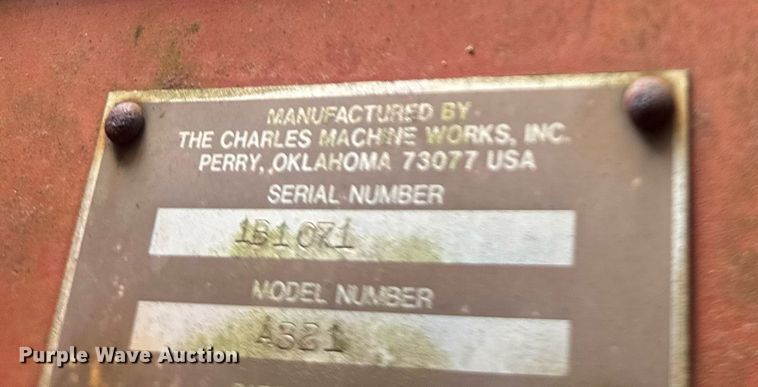 MANUFACTURED BY
THE CHARLES MACHINE WORKS, INC.
PERRY, OKLAHOMA 73077 USA
SERIAL NUMBER
MODEL NUMBER
A321
Purple Wave Auction